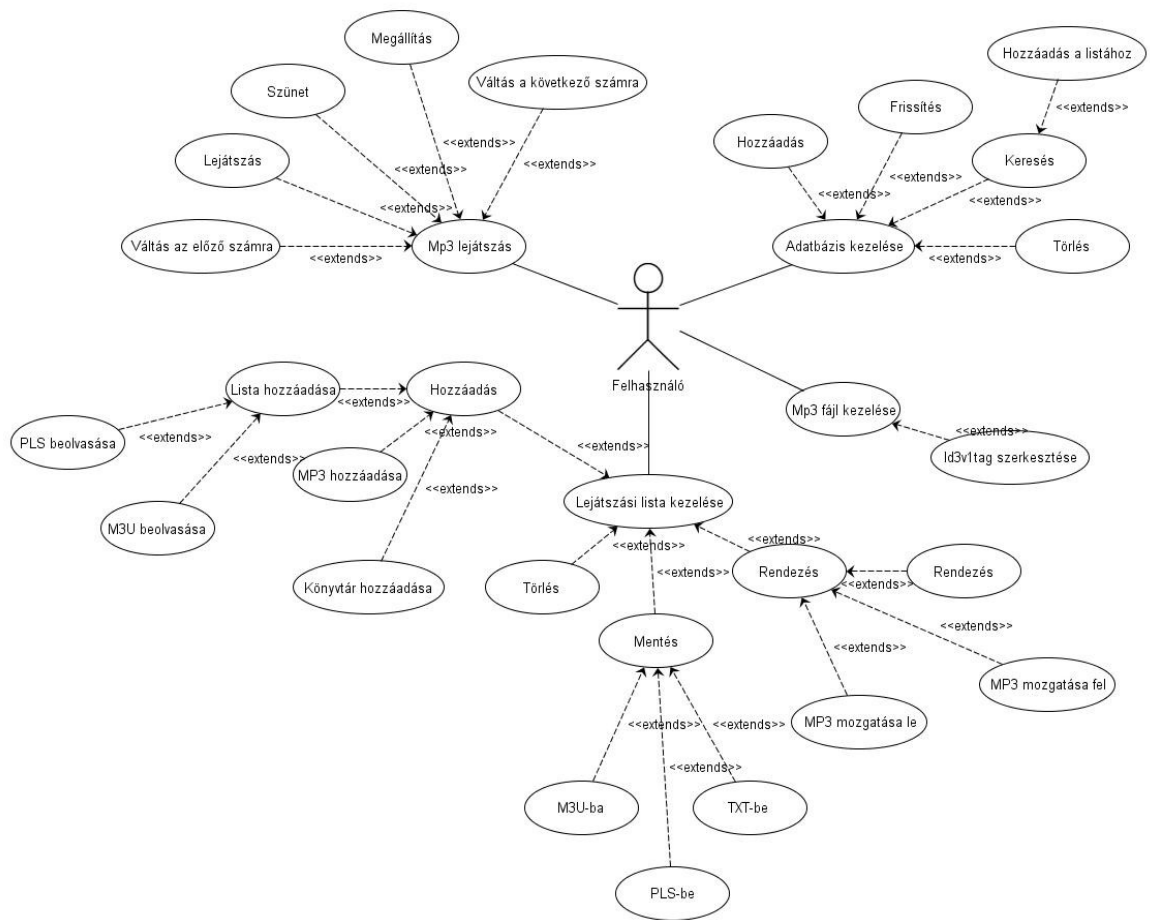 Megállítás
Hozzáadás a listához
Szünet
Váltás a következő számra
<<extends>>
Frissítés
Hozzáadás
<<extends>>
Lejátszás
<<extends>>
<<extends>>
<<extends>>
Keresés
<<extends>>
<<extends>>
<<extends>>
<<extends>>
Váltás az előző számra
<<extends>>
Mp3 lejátszás
Adatbázis kezelése
<<extends>>
Törlés
Felhasználó
Lista hozzáadása
<<extends>>
Hozzáadás
Mp3 fájl kezelése
PLS beolvasása
<<extends>>
<<extends>>
<<extends>>
<<extends>>
Id3v1tag szerkesztése
<<extends>>
MP3 hozzáadása
<<extends>>
Lejátszási lista kezelése
M3U beolvasása
<<extends>>
<<extends>>
Könyvtár hozzáadása
Törlés
<<extends>>
Rendezés
<<extends>>
Rendezés
Mentés
<<extends>>
<<extends>>
MP3 mozgatása fel
MP3 mozgatása le
<<extends>>
<<extends>>
<<extends>>
M3U-ba
TXT-be
PLS-be